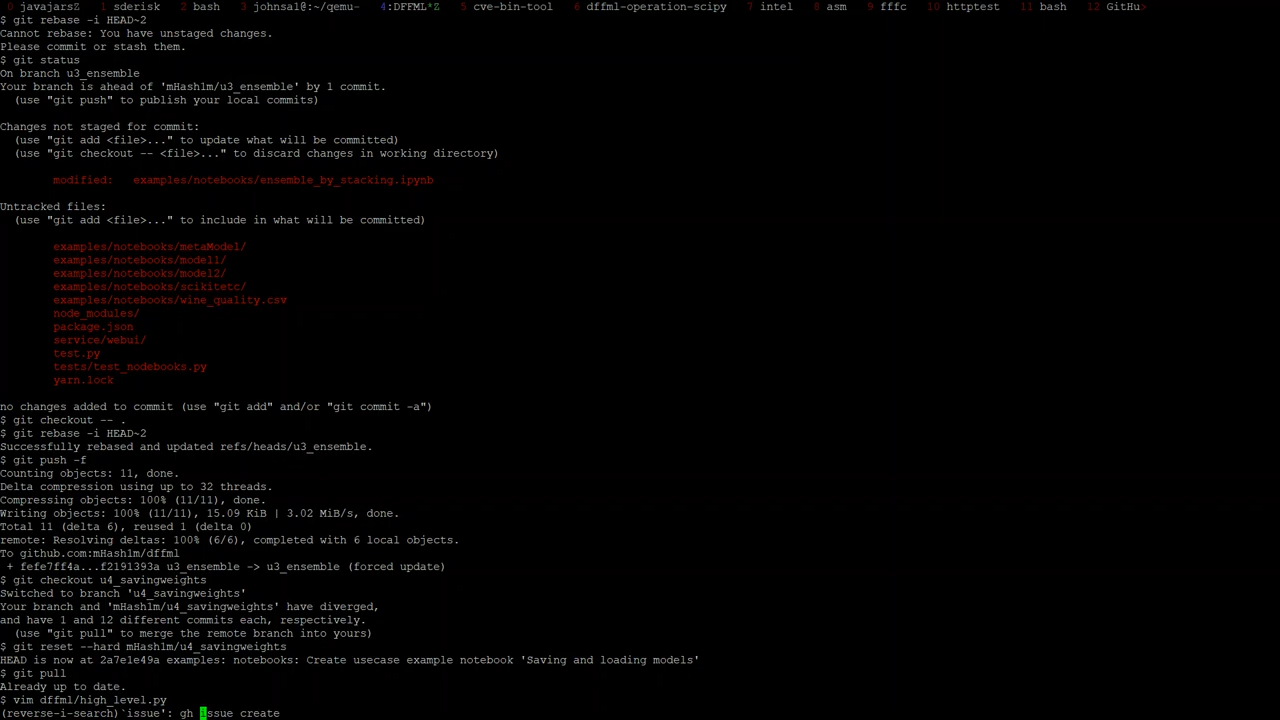 0 javajarsZ 1 sderisk 2 bash 3 johnsal@:~/qemu- 4:DFFML*Z 5 cve-bin-tool 6 dffml-operation-scipy 7 intel 8 asm 9 fffc 10 httptest 11 bash 12 GitHu>
$ git rebase -i HEAD~2
Cannot rebase: You have unstaged changes.
Please commit or stash them.
$ git status
On branch u3_ensemble
Your branch is ahead of 'mHash1m/u3_ensemble' by 1 commit.
(use "git push" to publish your local commits)
Changes not staged for commit:
(use "git add <file>..." to update what will be committed)
(use "git checkout -- <file>..." to discard changes in working directory)
modified: examples/notebooks/ensemble_by_stacking.ipynb
Untracked files:
(use "git add <file>..." to include in what will be committed)
examples/notebooks/metaModel/
examples/notebooks/model1/
examples/notebooks/model2/
examples/notebooks/scikitetc/
examples/notebooks/wine_quality.csv
node_modules/
package.json
service/webui/
test.py
tests/test_nodebooks.py
yarn.lock
no changes added to commit (use "git add" and/or "git commit -a")
$ git checkout -- .
$ git rebase -i HEAD~2
Successfully rebased and updated refs/heads/u3_ensemble.
$ git push -f
Counting objects: 11, done.
Delta compression using up to 32 threads.
Compressing objects: 100% (11/11), done.
Writing objects: 100% (11/11), 15.09 KiB | 3.02 MiB/s, done.
Total 11 (delta 6), reused 1 (delta 0)
remote: Resolving deltas: 100% (6/6), completed with 6 local objects.
To github.com:mHash1m/dffml
+ fefe7ff4a...f2191393a u3_ensemble -> u3_ensemble (forced update)
$ git checkout u4_savingweights
Switched to branch 'u4_savingweights'
Your branch and 'mHash1m/u4_savingweights' have diverged,
and have 1 and 12 different commits each, respectively.
(use "git pull" to merge the remote branch into yours)
$ git reset --hard mHash1m/u4_savingweights
HEAD is now at 2a7e1e49a examples: notebooks: Create usecase example notebook 'Saving and loading models'
$ git pull
Already up to date.
$ vim dffml/high_level.py
(reverse-i-search)`issue': gh issue create